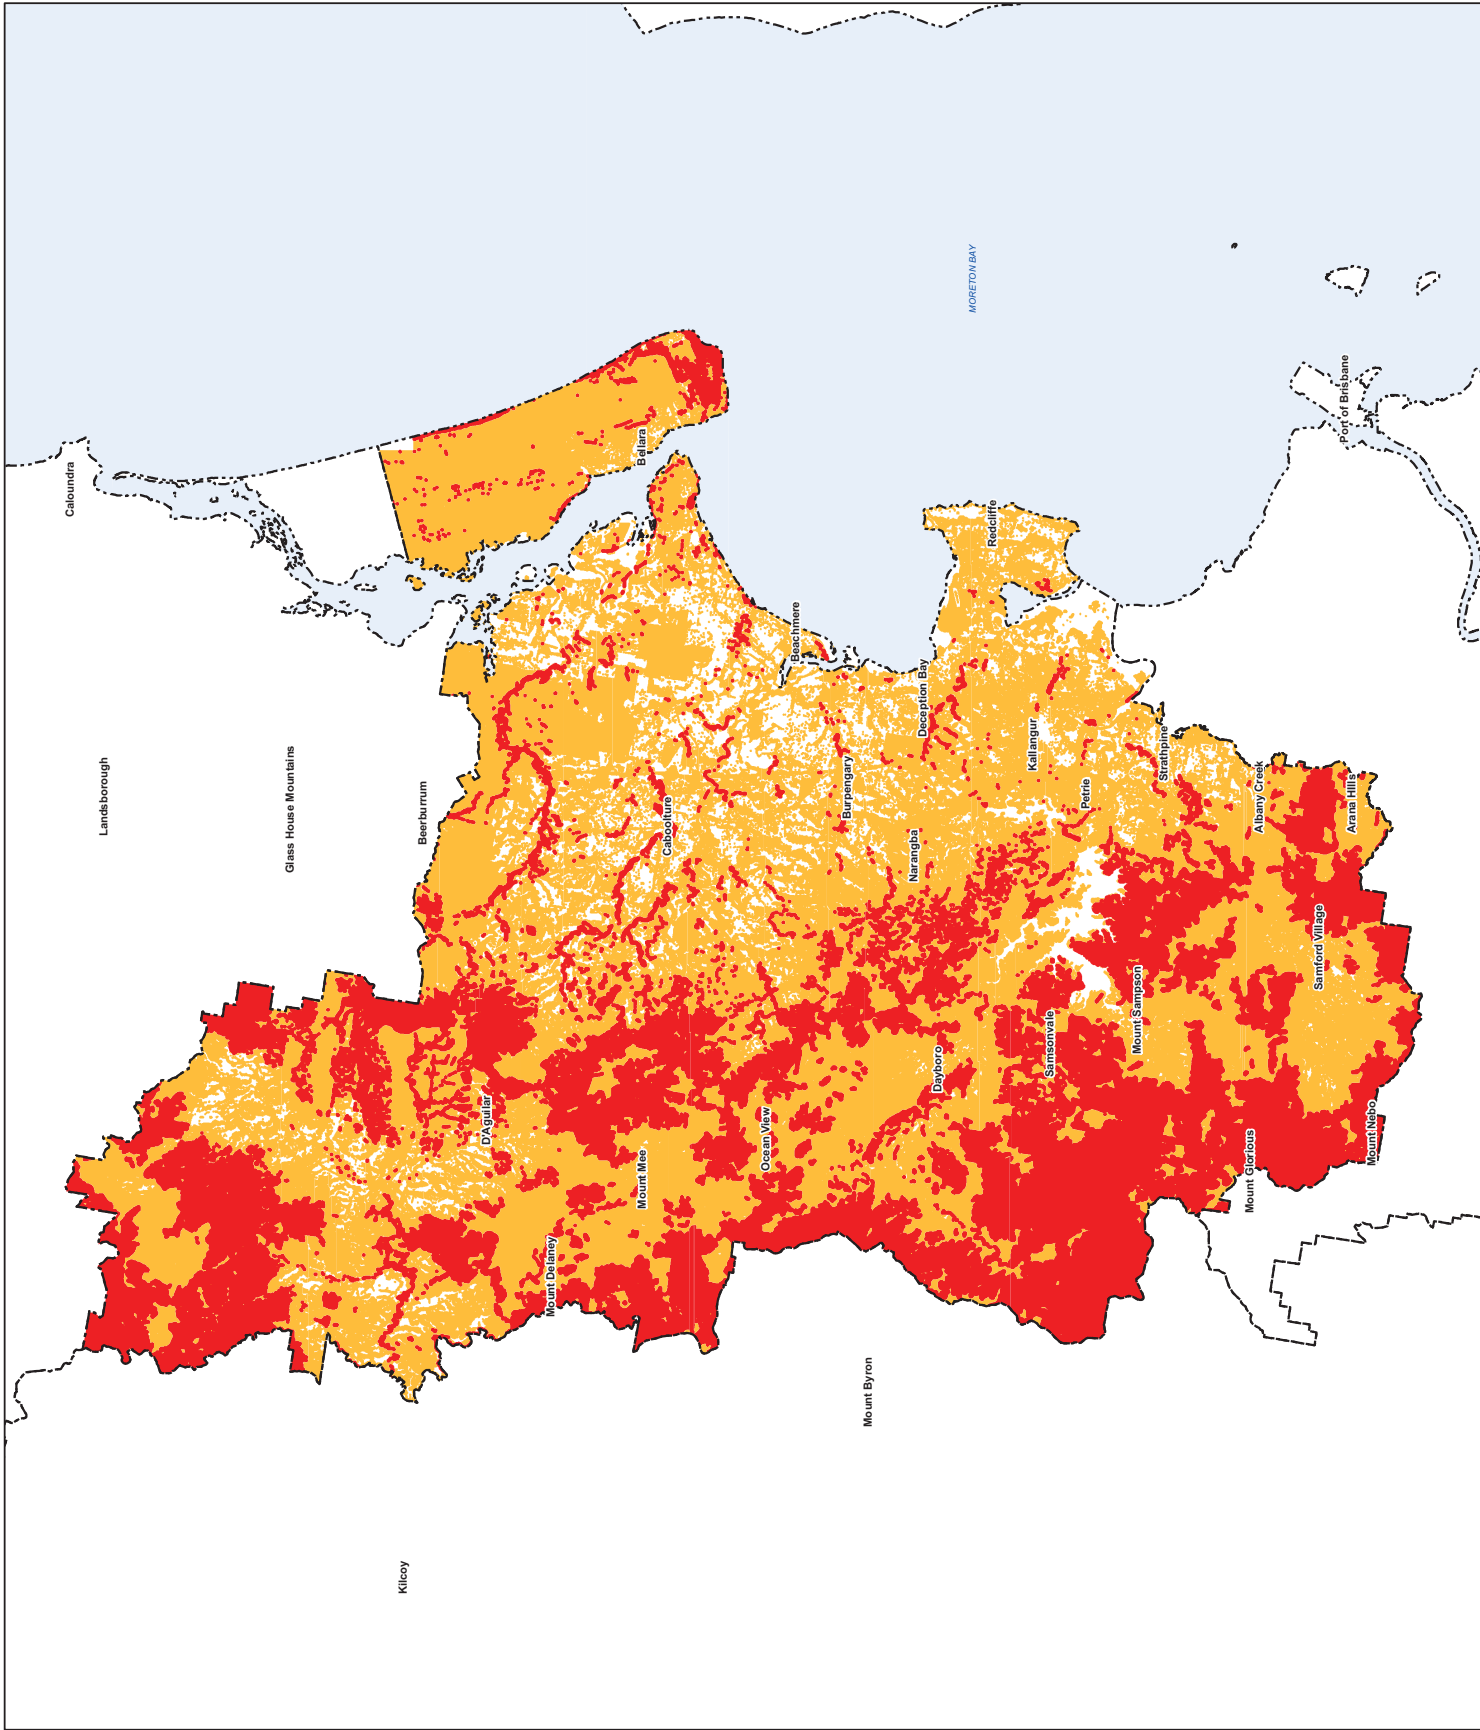 Caloundra
Landsborough
Glass House Mountains
Beerburrum
Kilcoy
D'Aguilar
Mount Delaney
Mount Mee
Bellara
Caboolture
Ocean View
Beachmere
Burpengary
Mount Byron
Narangba
Deception Bay
Dayboro
MORETON BAY
Redcliffe
Kallangur
Samsonvale
Petrie
Mount Sampson
Strathpine
Mount Glorious
Albany Creek
Samford Village
Port of Brisbane
Arana Hills
Mount Nebo